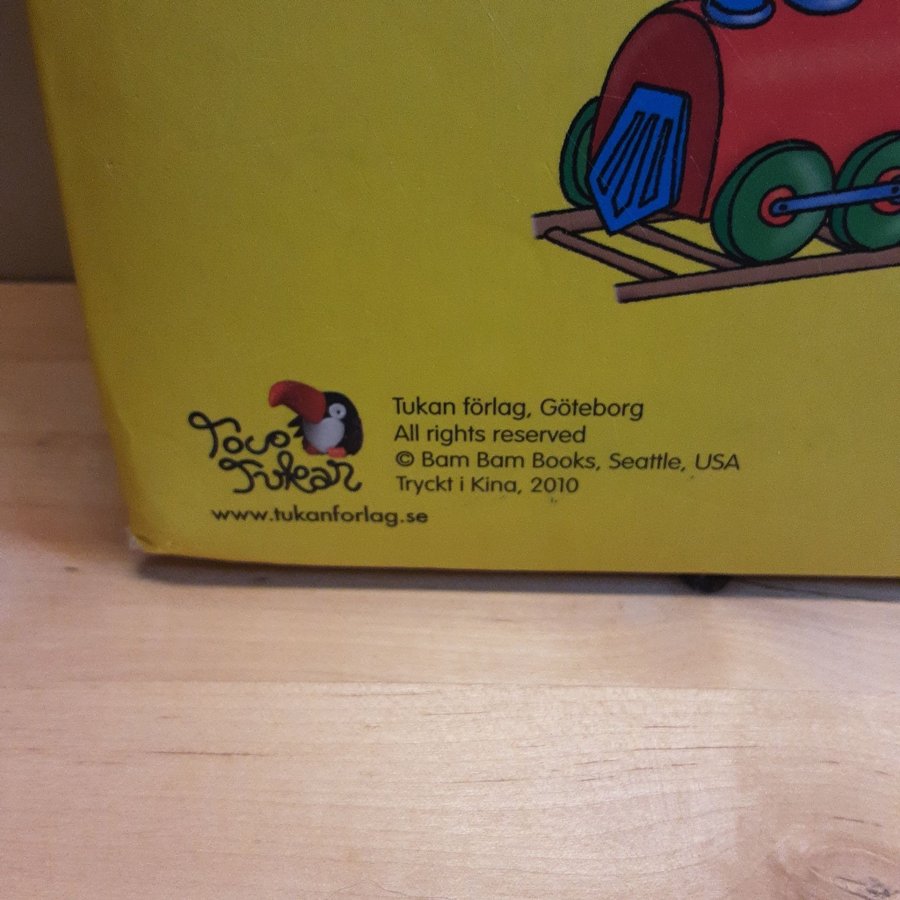 Toco
Tukan
Tukan förlag, Göteborg
All rights reserved
© Bam Bam Books, Seattle, USA
Tryckt i Kina, 2010
www.tukanforlag.se